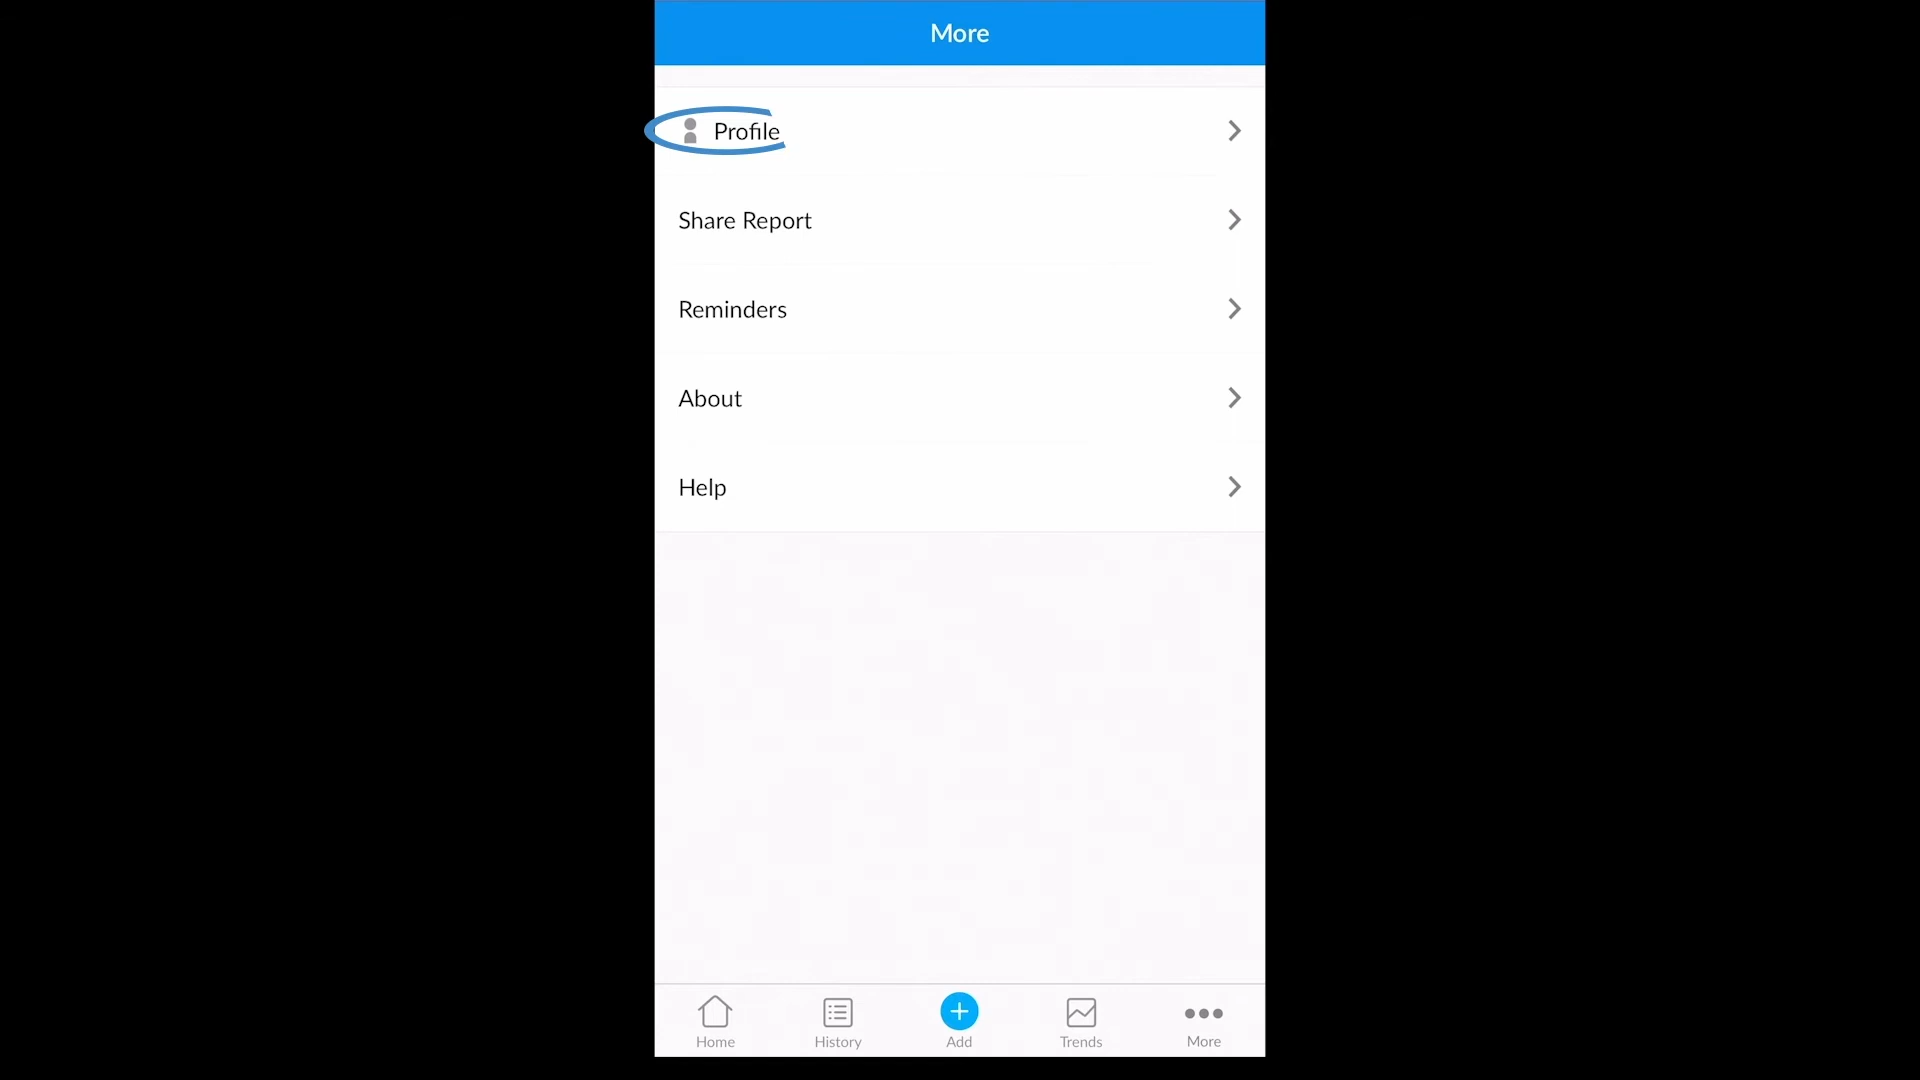 More
Profile
Share Report
Reminders
About
Help
Home
History
Add
Trends
More